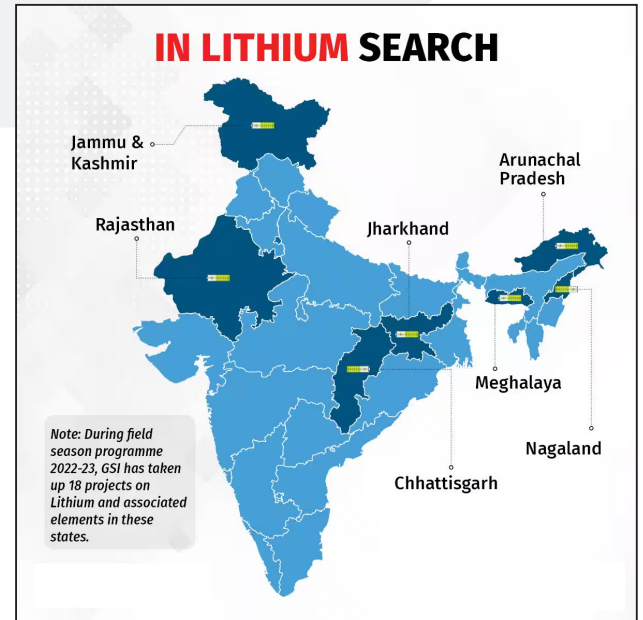 IN LITHIUM SEARCH
Jammu &
Kashmir
Arunachal
Pradesh
Rajasthan
Jharkhand
Meghalaya
Nagaland
Chhattisgarh
Note: During field
season programme
2022-23, GSI has taken
up 18 projects on
Lithium and associated
elements in these
states.